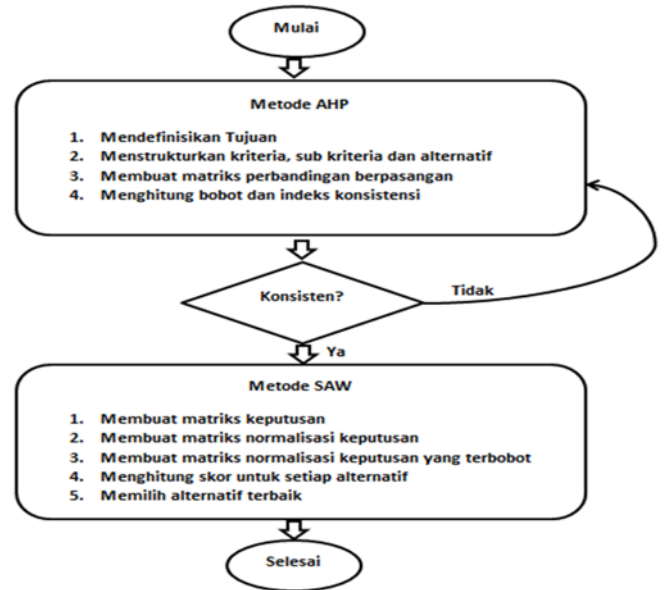 Mulai
Metode AHP
1. Mendefinisikan Tujuan
2. Menstrukturkan kriteria, sub kriteria dan alternatif
3. Membuat matriks perbandingan berpasangan
4. Menghitung bobot dan indeks konsistensi
Konsisten?
Tidak
Ya
Metode SAW
1. Membuat matriks keputusan
2. Membuat matriks normalisasi keputusan
3. Membuat matriks normalisasi keputusan yang terbobot
4. Menghitung skor untuk setiap alternatif
5. Memilih alternatif terbaik
Selesai